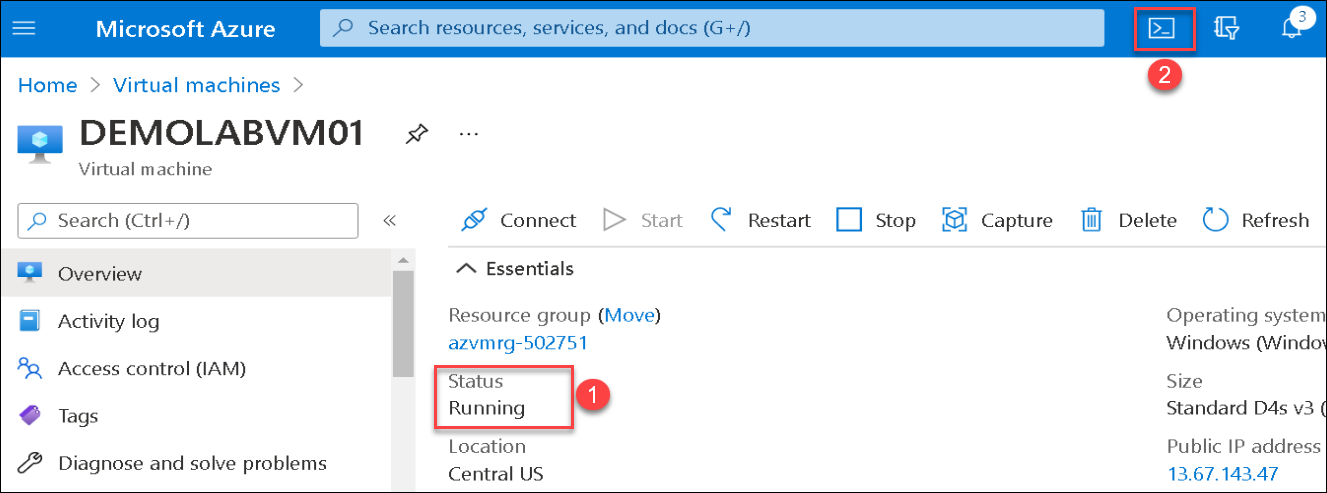 Microsoft Azure
Search resources, services, and docs (G+/)
3
2
Home > Virtual machines >
DEMOLABVM01
...
Virtual machine
Search (Ctrl+/)
«
Connect
Start
Restart
Stop
Capture
Delete
Refresh
Overview
Activity log
Access control (IAM)
Tags
Diagnose and solve problems
Essentials
Resource group (Move)
azvmrg-502751
Status
Running
1
Location
Central US
Operating system
Windows (Windo
Size
Standard D4s v3 (
Public IP address
13.67.143.47